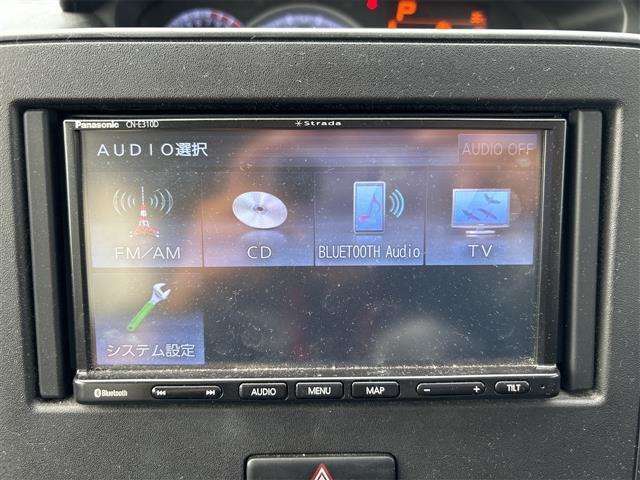 P
Panasonic CN-E310D
Strada
AUDIO選択
AUDIO OFF
FM/AM
CD
BLUETOOTH Audio
TV
システム設定
Bluetooth
AUDIO
MENU
MAP
− +
TILT